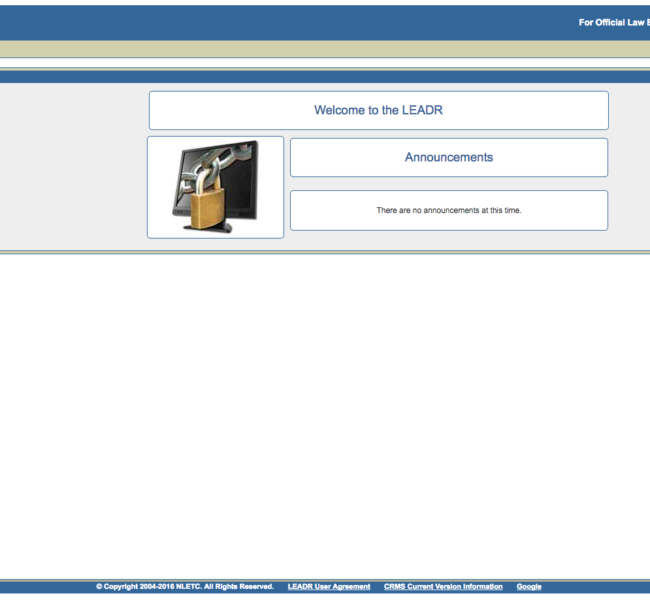 For Official Law
Welcome to the LEADR
Announcements
There are no announcements at this time.
© Copyright 2004-2016 NLETC. All Rights Reserved. LEADR User Agreement CRMS Current Version Information Google